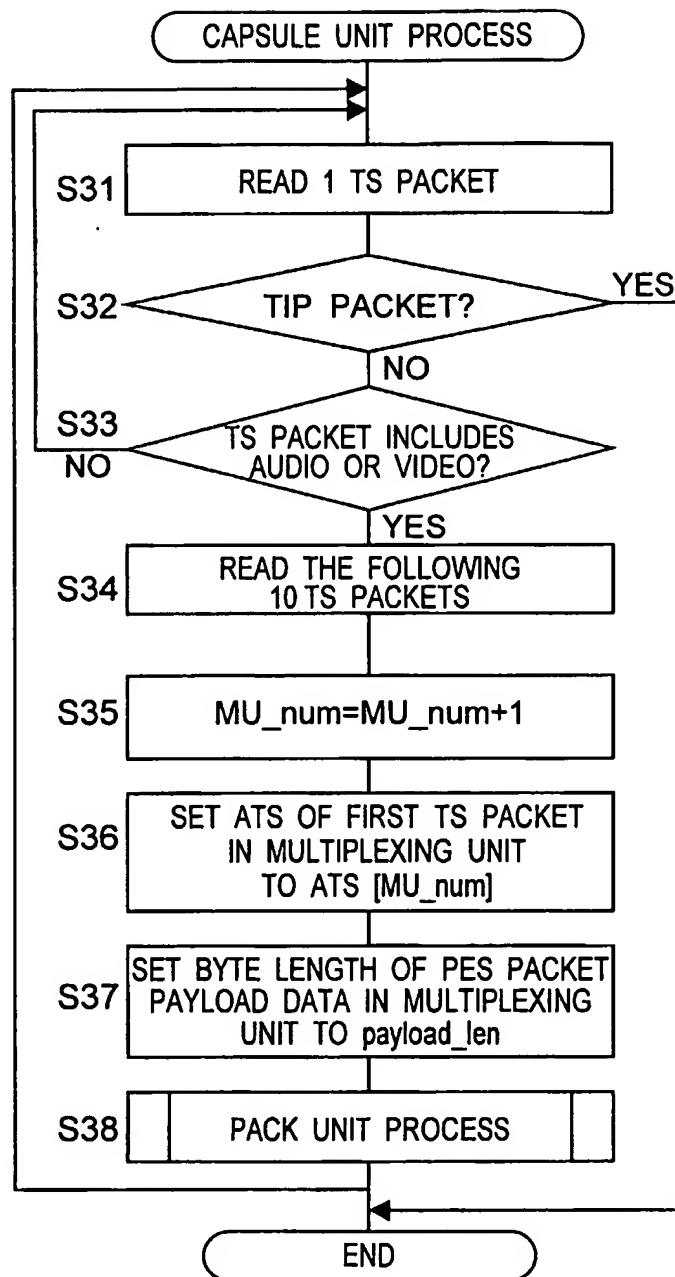 CAPSULE UNIT PROCESS
S31
READ 1 TS PACKET
S32
TIP PACKET?
YES
NO
S33
TS PACKET INCLUDES
AUDIO OR VIDEO?
NO
YES
S34
READ THE FOLLOWING
10 TS PACKETS
S35
MU_num=MU_num+1
S36
SET ATS OF FIRST TS PACKET
IN MULTIPLEXING UNIT
TO ATS [MU_num]
S37
SET BYTE LENGTH OF PES PACKET
PAYLOAD DATA IN MULTIPLEXING
UNIT TO payload_len
S38
PACK UNIT PROCESS
END